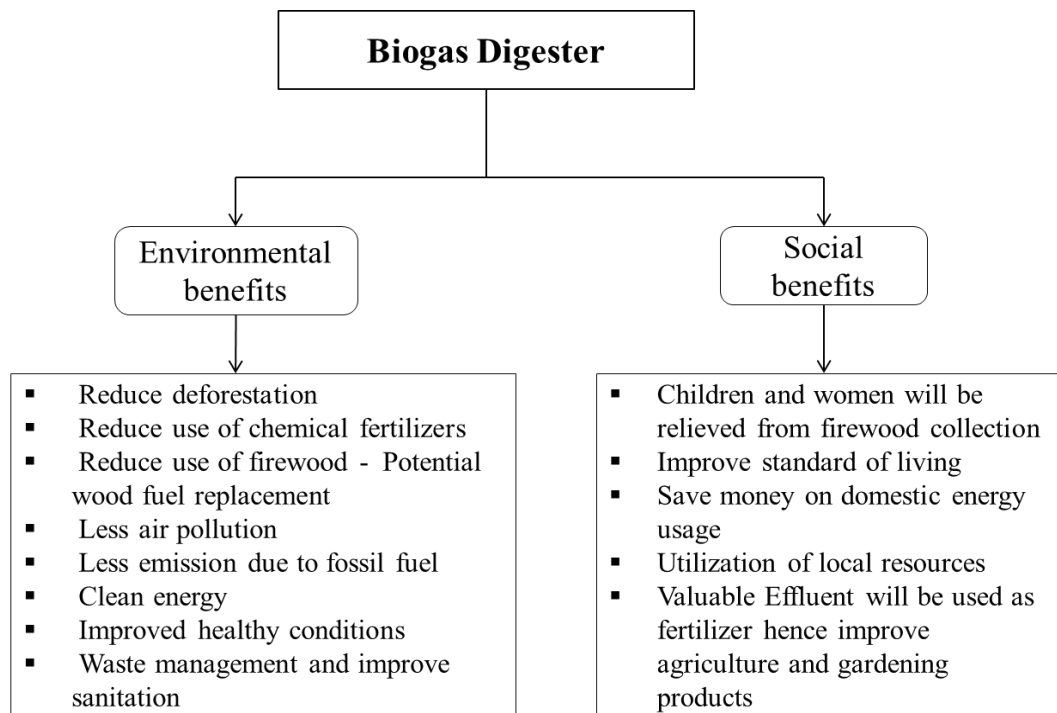 Biogas Digester
Environmental
benefits
▪ Reduce deforestation
▪ Reduce use of chemical fertilizers
▪ Reduce use of firewood - Potential
wood fuel replacement
▪ Less air pollution
▪ Less emission due to fossil fuel
▪ Clean energy
▪ Improved healthy conditions
▪ Waste management and improve
sanitation
Social
benefits
▪ Children and women will be
relieved from firewood collection
▪ Improve standard of living
▪ Save money on domestic energy
usage
▪ Utilization of local resources
▪ Valuable Effluent will be used as
fertilizer hence improve
agriculture and gardening
products